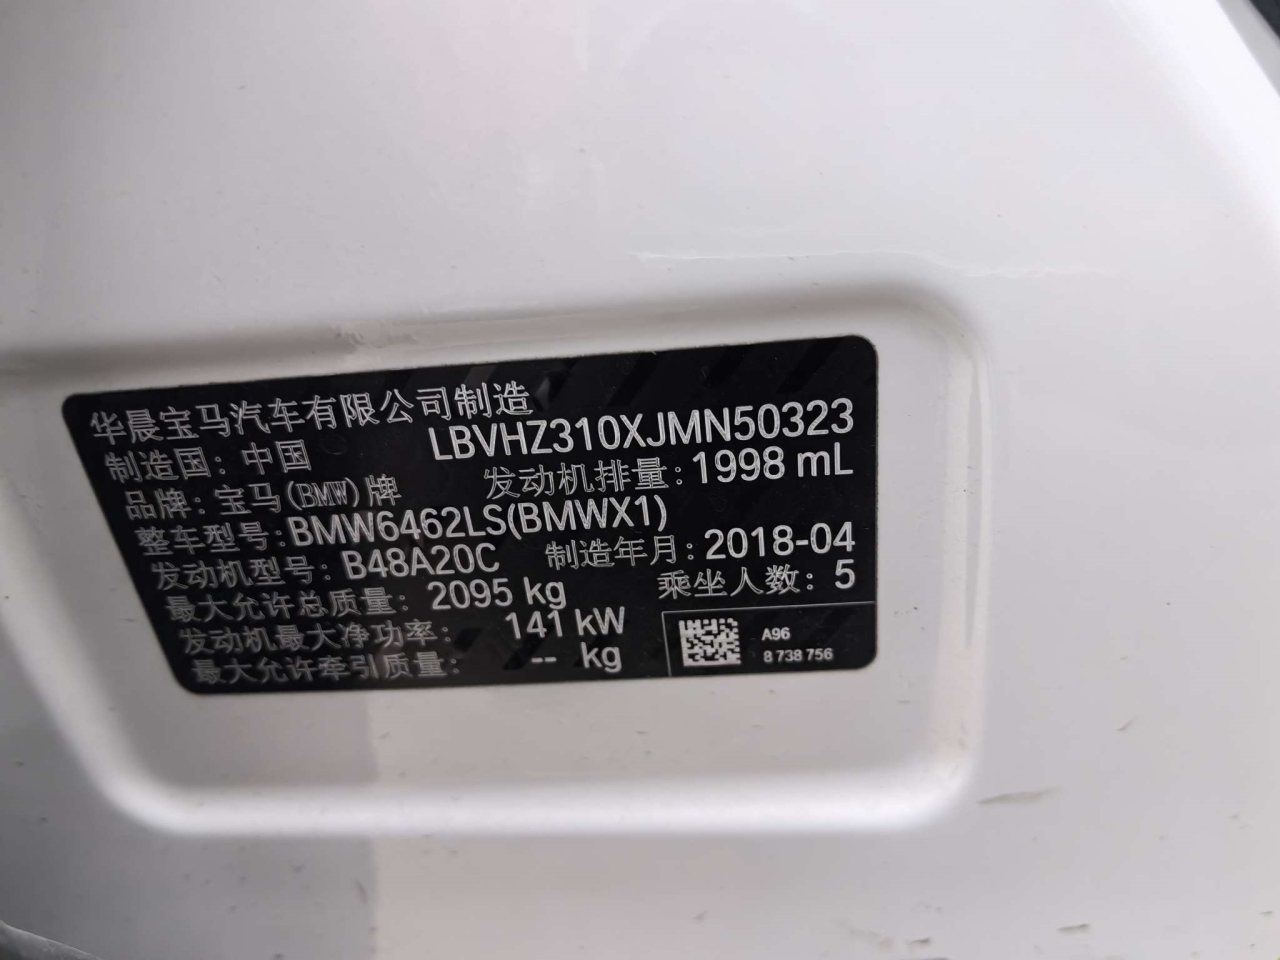 华晨宝马汽车有限公司制造
LBVHZ310XJMN50323
制造国：中国
品牌：宝马(BMW)牌 发动机排量：1998 mL
整车型号：BMW6462LS(BMWX1)
发动机型号：B48A20C 制造年月：2018-04
最大允许总质量：2095 kg 乘坐人数：5
发动机最大净功率：141 kW
最大允许牵引质量：-- kg
A96
8 738 756